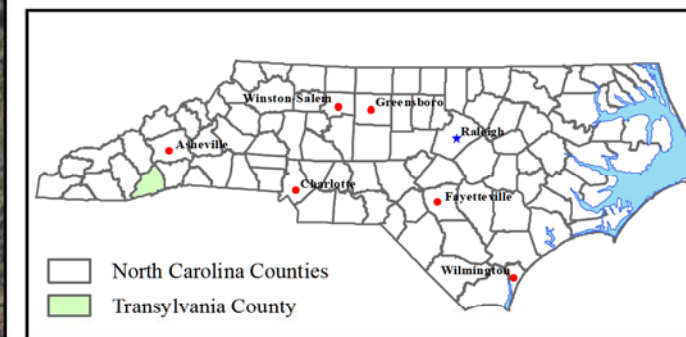 Winston-Salem
Greensboro
Raleigh
Asheville
Charlotte
Fayetteville
Wilmington
North Carolina Counties
Transylvania County